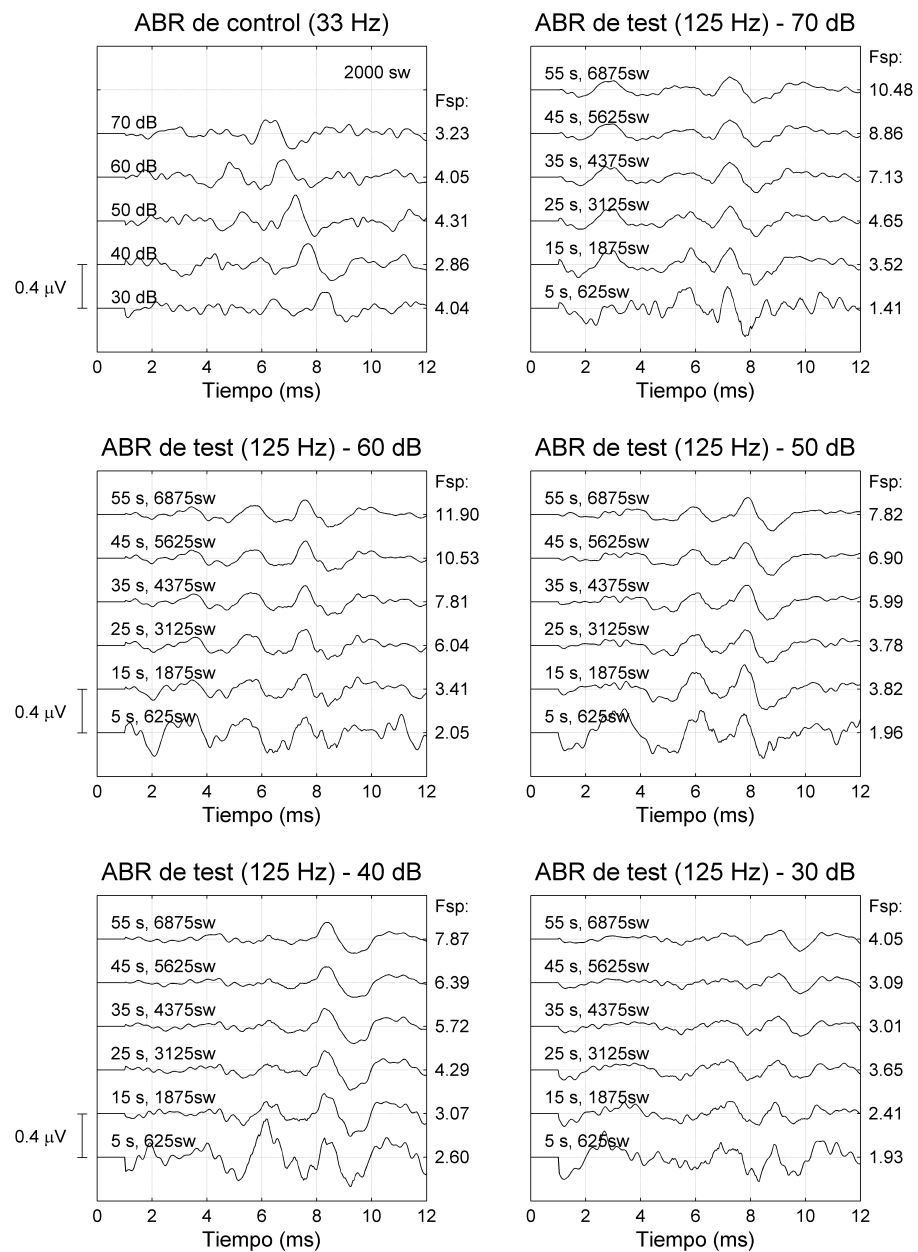 ABR de control (33 Hz)
2000 sw
Fsp:
70 dB
3.23
60 dB
4.05
50 dB
4.31
40 dB
2.86
30 dB
4.04
0.4 μV
0 2 4 6 8 10 12
Tiempo (ms)
ABR de test (125 Hz) - 70 dB
Fsp:
55 s, 6875sw
10.48
45 s, 5625sw
8.86
35 s, 4375sw
7.13
25 s, 3125sw
4.65
15 s, 1875sw
3.52
5 s, 625sw
1.41
0 2 4 6 8 10 12
Tiempo (ms)
ABR de test (125 Hz) - 60 dB
Fsp:
55 s, 6875sw
11.90
45 s, 5625sw
10.53
35 s, 4375sw
7.81
25 s, 3125sw
6.04
15 s, 1875sw
3.41
5 s, 625sw
2.05
0.4 μV
0 2 4 6 8 10 12
Tiempo (ms)
ABR de test (125 Hz) - 50 dB
Fsp:
55 s, 6875sw
7.82
45 s, 5625sw
6.90
35 s, 4375sw
5.99
25 s, 3125sw
3.78
15 s, 1875sw
3.82
5 s, 625sw
1.96
0 2 4 6 8 10 12
Tiempo (ms)
ABR de test (125 Hz) - 40 dB
Fsp:
55 s, 6875sw
7.87
45 s, 5625sw
6.39
35 s, 4375sw
5.72
25 s, 3125sw
4.29
15 s, 1875sw
3.07
5 s, 625sw
2.60
0.4 μV
0 2 4 6 8 10 12
Tiempo (ms)
ABR de test (125 Hz) - 30 dB
Fsp:
55 s, 6875sw
4.05
45 s, 5625sw
3.09
35 s, 4375sw
3.01
25 s, 3125sw
3.65
15 s, 1875sw
2.41
5 s, 625sw
1.93
0 2 4 6 8 10 12
Tiempo (ms)